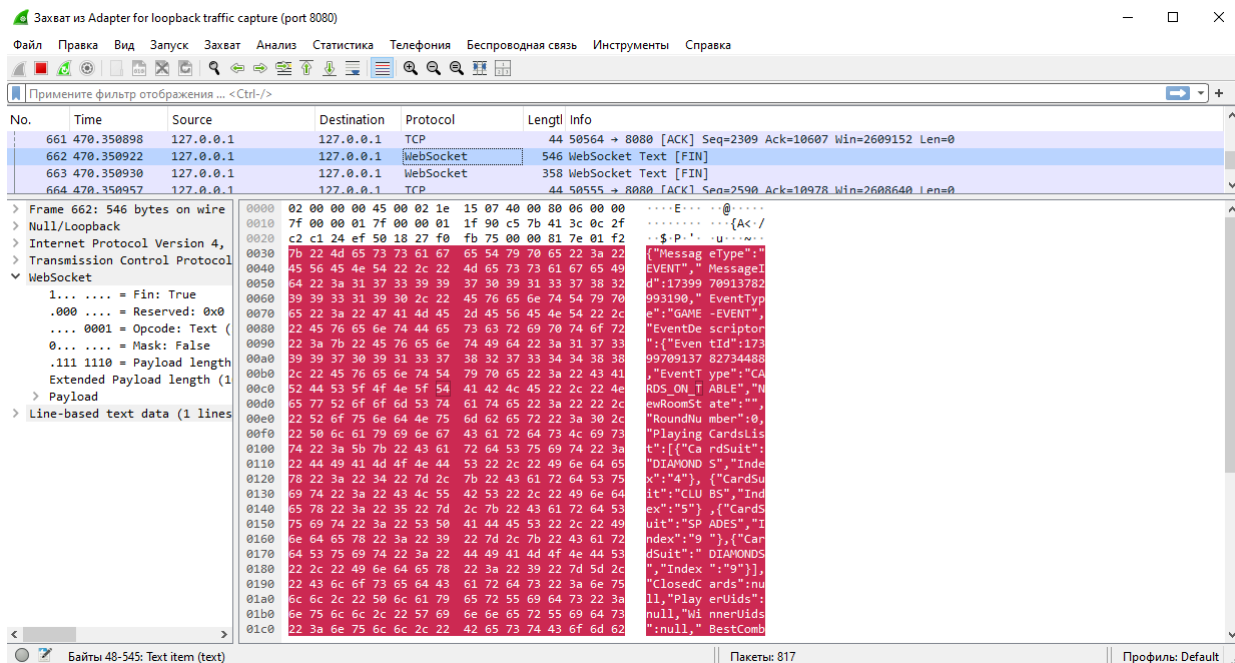 Захват из Adapter for loopback traffic capture (port 8080)
Файл Правка Вид Запуск Захват Анализ Статистика Телефония Беспроводная связь Инструменты Справка
Примените фильтр отображения ... <Ctrl-/>
No. Time Source Destination Protocol Lengtl Info
661 470.350898 127.0.0.1 127.0.0.1 TCP 44 50564 → 8080 [ACK] Seq=2309 Ack=10607 Win=2609152 Len=0
662 470.350922 127.0.0.1 127.0.0.1 WebSocket 546 WebSocket Text [FIN]
663 470.350930 127.0.0.1 127.0.0.1 WebSocket 358 WebSocket Text [FIN]
664 470.350957 127.0.0.1 127.0.0.1 TCP 44 50555 → 8080 [ACK] Seq=2590 Ack=10978 Win=2608640 Len=0
Frame 662: 546 bytes on wire
Null/Loopback
Internet Protocol Version 4,
Transmission Control Protocol
WebSocket
1... .... = Fin: True
.000 .... = Reserved: 0x0
.... 0001 = Opcode: Text (
0... .... = Mask: False
.111 1110 = Payload length
Extended Payload length (1
Payload
Line-based text data (1 lines
0000 02 00 00 00 45 00 02 1e 15 07 40 00 80 06 00 00 ····E··· ··@·····
0010 7f 00 00 01 7f 00 00 01 1f 90 c5 7b 41 3c 0c 2f ········ ···{A<·/
0020 c2 c1 24 ef 50 18 27 f0 fb 75 00 00 81 7e 01 f2 ··$·P·'· ·u···~··
0030 7b 22 4d 65 73 73 61 67 65 54 79 70 65 22 3a 22 {"Messag eType":"
0040 45 56 45 4e 54 22 2c 22 4d 65 73 73 61 67 65 49 EVENT"," MessageI
0050 64 22 3a 31 37 33 39 39 37 30 39 31 33 37 38 32 d":17399 70913782
0060 39 39 33 31 39 30 2c 22 45 76 65 6e 74 54 79 70 993190," EventTyp
0070 65 22 3a 22 47 41 4d 45 2d 45 56 45 4e 54 22 2c e":"GAME -EVENT",
0080 22 45 76 65 6e 74 44 65 73 63 72 69 70 74 6f 72 "EventDe scriptor
0090 22 3a 7b 22 45 76 65 6e 74 49 64 22 3a 31 37 33 ":{"Even tId":173
00a0 39 39 37 30 39 31 33 37 38 32 37 33 34 34 38 38 99709137 82734488
00b0 2c 22 45 76 65 6e 74 54 79 70 65 22 3a 22 43 41 ,"EventT ype":"CA
00c0 52 44 53 5f 4f 4e 5f 54 41 42 4c 45 22 2c 22 4e RDS_ON_T ABLE","N
00d0 65 77 52 6f 6f 6d 53 74 61 74 65 22 3a 22 22 2c ewRoomSt ate":"",
00e0 22 52 6f 75 6e 64 4e 75 6d 62 65 72 22 3a 30 2c "RoundNu mber":0,
00f0 22 50 6c 61 79 69 6e 67 43 61 72 64 73 4c 69 73 "Playing CardsLis
0100 74 22 3a 5b 7b 22 43 61 72 64 53 75 69 74 22 3a t":[{"Ca rdSuit":
0110 22 44 49 41 4d 4f 4e 44 53 22 2c 22 49 6e 64 65 "DIAMOND S","Inde
0120 78 22 3a 22 34 22 7d 2c 7b 22 43 61 72 64 53 75 x":"4"}, {"CardSu
0130 69 74 22 3a 22 43 4c 55 42 53 22 2c 22 49 6e 64 it":"CLU BS","Ind
0140 65 78 22 3a 22 35 22 7d 2c 7b 22 43 61 72 64 53 ex":"5"} ,{"CardS
0150 75 69 74 22 3a 22 53 50 41 44 45 53 22 2c 22 49 uit":"SP ADES","I
0160 6e 64 65 78 22 3a 22 39 22 7d 2c 7b 22 43 61 72 ndex":"9 "},{"Car
0170 64 53 75 69 74 22 3a 22 44 49 41 4d 4f 4e 44 53 dSuit":" DIAMONDS
0180 22 2c 22 49 6e 64 65 78 22 3a 22 39 22 7d 5d 2c ","Index ":"9"}],
0190 22 43 6c 6f 73 65 64 43 61 72 64 73 22 3a 6e 75 "ClosedC ards":nu
01a0 6c 6c 2c 22 50 6c 61 79 65 72 55 69 64 73 22 3a ll,"Play erUids":
01b0 6e 75 6c 6c 2c 22 57 69 6e 6e 65 72 55 69 64 73 null,"Wi nnerUids
01c0 22 3a 6e 75 6c 6c 2c 22 42 65 73 74 43 6f 6d 62 ":null," BestComb
Байты 48-545: Text item (text) Пакеты: 817 Профиль: Default